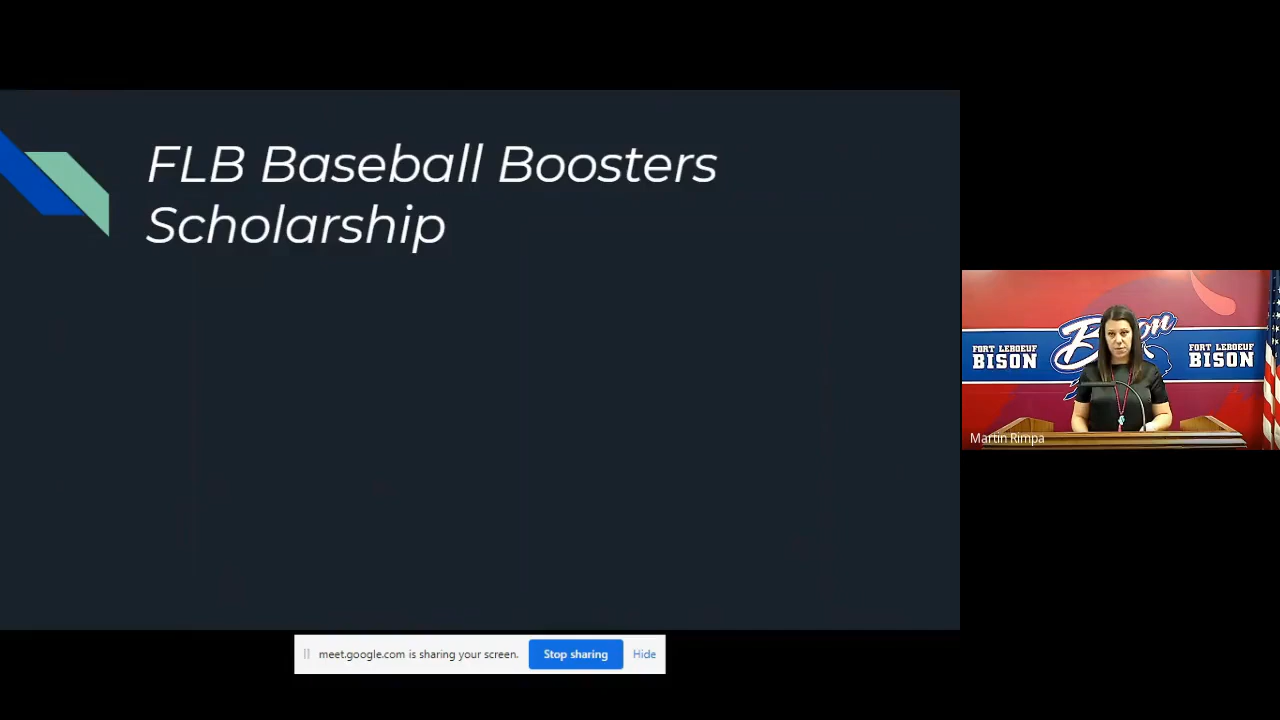 FLB Baseball Boosters
Scholarship
FORT LEBOEUF
BISON
FORT LEBOEUF
BISON
Martin Rimpa
meet.google.com is sharing your screen.
Stop sharing
Hide